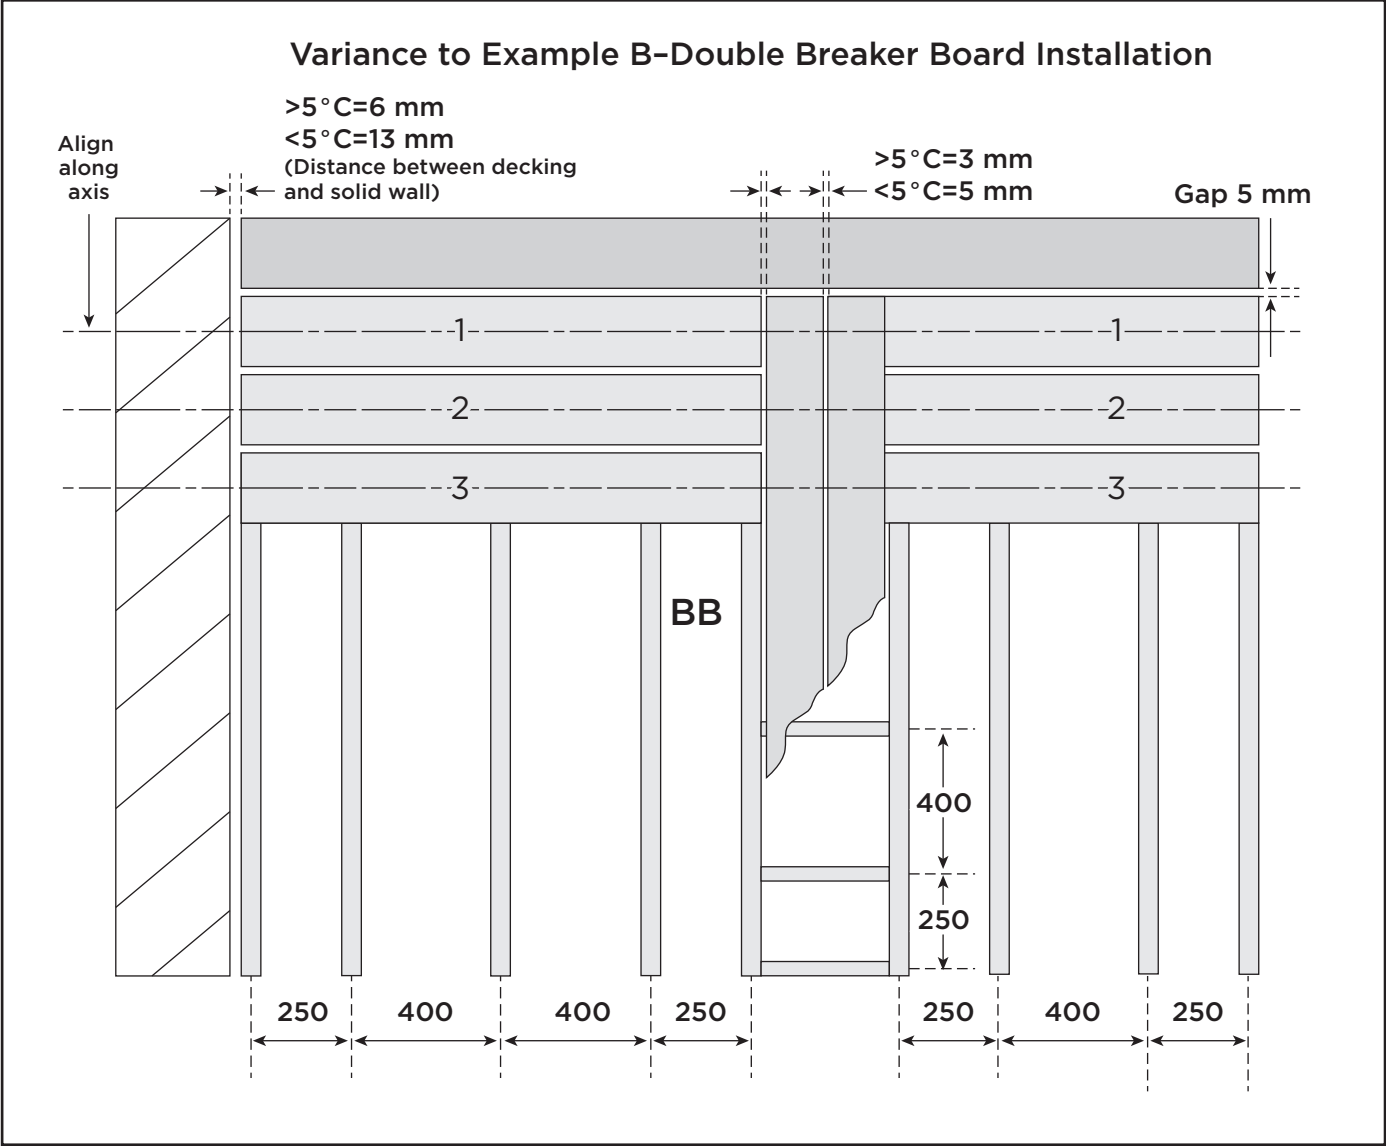 Variance to Example B–Double Breaker Board Installation
>5°C=6 mm
<5°C=13 mm
(Distance between decking
and solid wall)
Align
along
axis
>5°C=3 mm
<5°C=5 mm
Gap 5 mm
1
1
2
2
3
3
BB
400
250
250
400
400
250
250
400
250